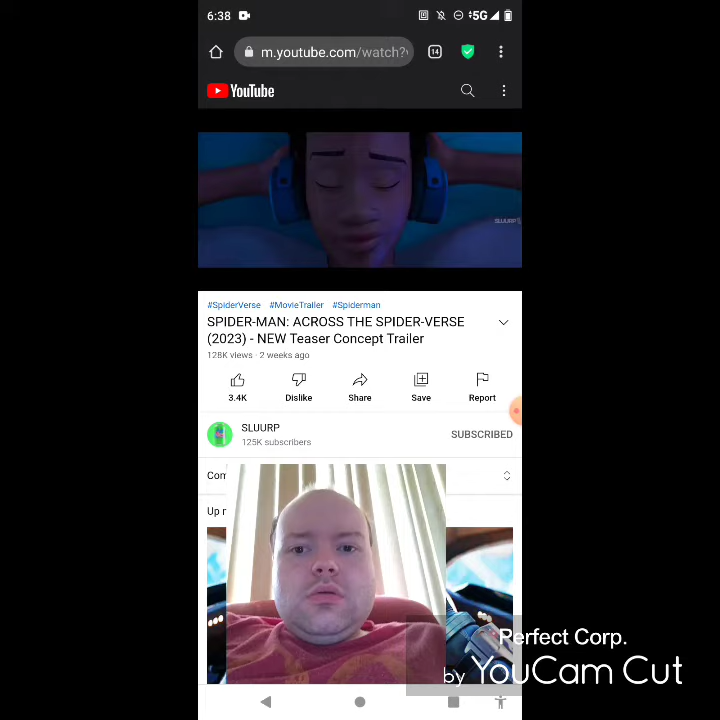 6:38
5G
m.youtube.com/watch?v
14
YouTube
SLUURP
#SpiderVerse #MovieTrailer #Spiderman
SPIDER-MAN: ACROSS THE SPIDER-VERSE
(2023) - NEW Teaser Concept Trailer
128K views · 2 weeks ago
3.4K Dislike Share Save Report
SLUURP
125K subscribers
SUBSCRIBED
Com
Up n
Perfect Corp.
by YouCam Cut